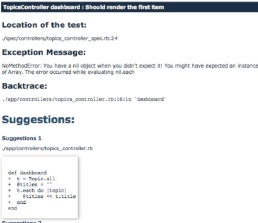 TopicsController dashboard : Should render the first item
Location of the test:
./spec/controllers/topics_controller_spec.rb:24
Exception Message:
NoMethodError: You have a nil object when you didn't expect it! You might have expected an instance
of Array. The error occurred while evaluating nil.each
Backtrace:
./app/controllers/topics_controller.rb:18:in `dashboard'
Suggestions:
Suggestions 1
./app/controllers/topics_controller.rb
def dashboard
+ t = Topic.all
+ @titles = ''
+ t.each do |topic|
+ @titles << t.title
+ end
end
Suggestions 2